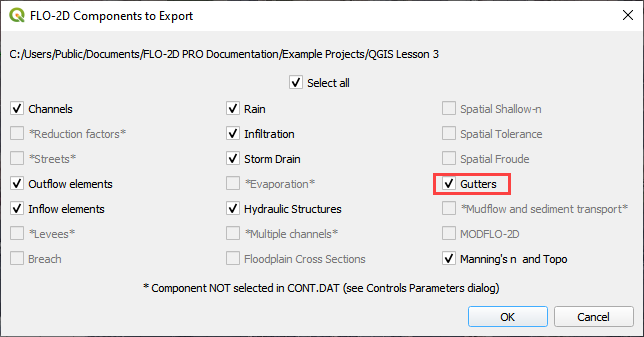 FLO-2D Components to Export
C:/Users/Public/Documents/FLO-2D PRO Documentation/Example Projects/QGIS Lesson 3
Select all
Channels
Rain
Spatial Shallow-n
*Reduction factors*
Infiltration
Spatial Tolerance
*Streets*
Storm Drain
Spatial Froude
Outflow elements
*Evaporation*
Gutters
Inflow elements
Hydraulic Structures
*Mudflow and sediment transport*
*Levees*
*Multiple channels*
MODFLO-2D
Breach
Floodplain Cross Sections
Manning's n and Topo
* Component NOT selected in CONT.DAT (see Controls Parameters dialog)
OK
Cancel